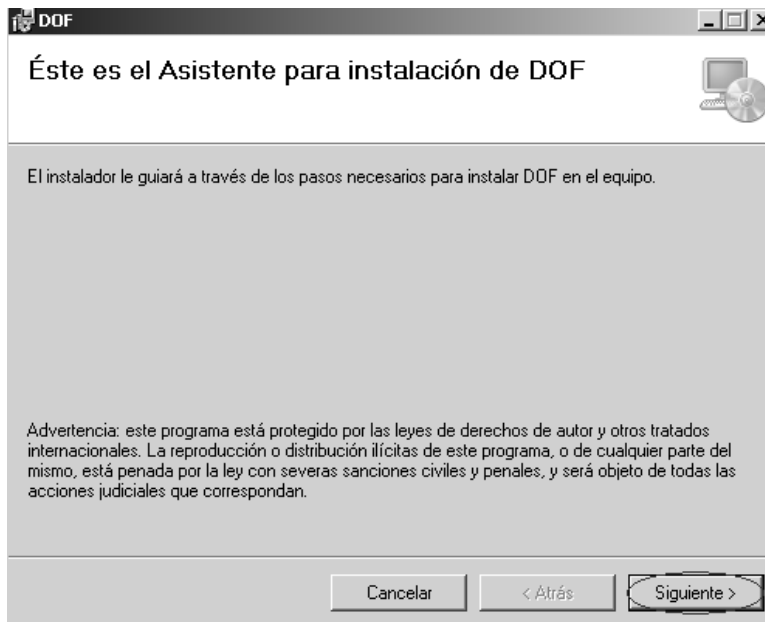 DOF
Éste es el Asistente para instalación de DOF
El instalador le guiará a través de los pasos necesarios para instalar DOF en el equipo.
Advertencia: este programa está protegido por las leyes de derechos de autor y otros tratados
internacionales. La reproducción o distribución ilícitas de este programa, o de cualquier parte del
mismo, está penada por la ley con severas sanciones civiles y penales, y será objeto de todas las
acciones judiciales que correspondan.
Cancelar
< Atrás
Siguiente >